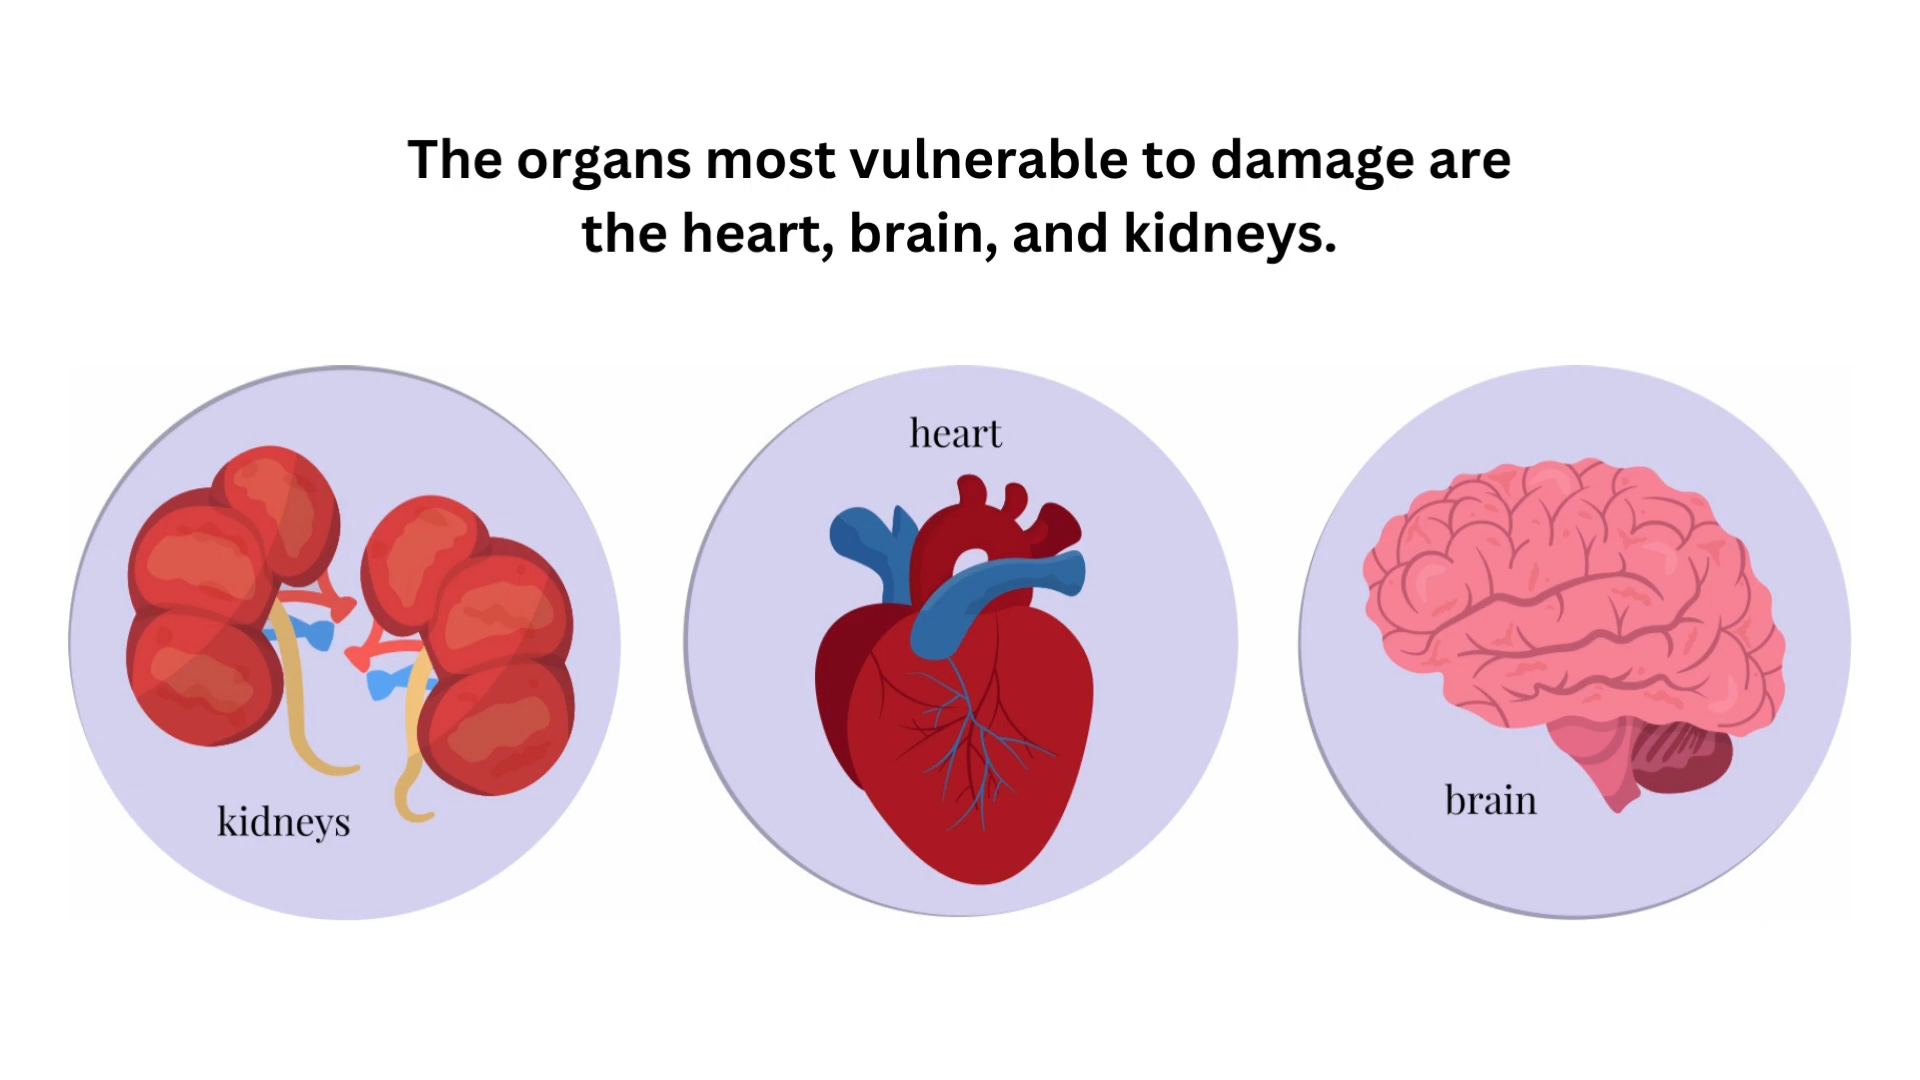 The organs most vulnerable to damage are
the heart, brain, and kidneys.
heart
kidneys
brain